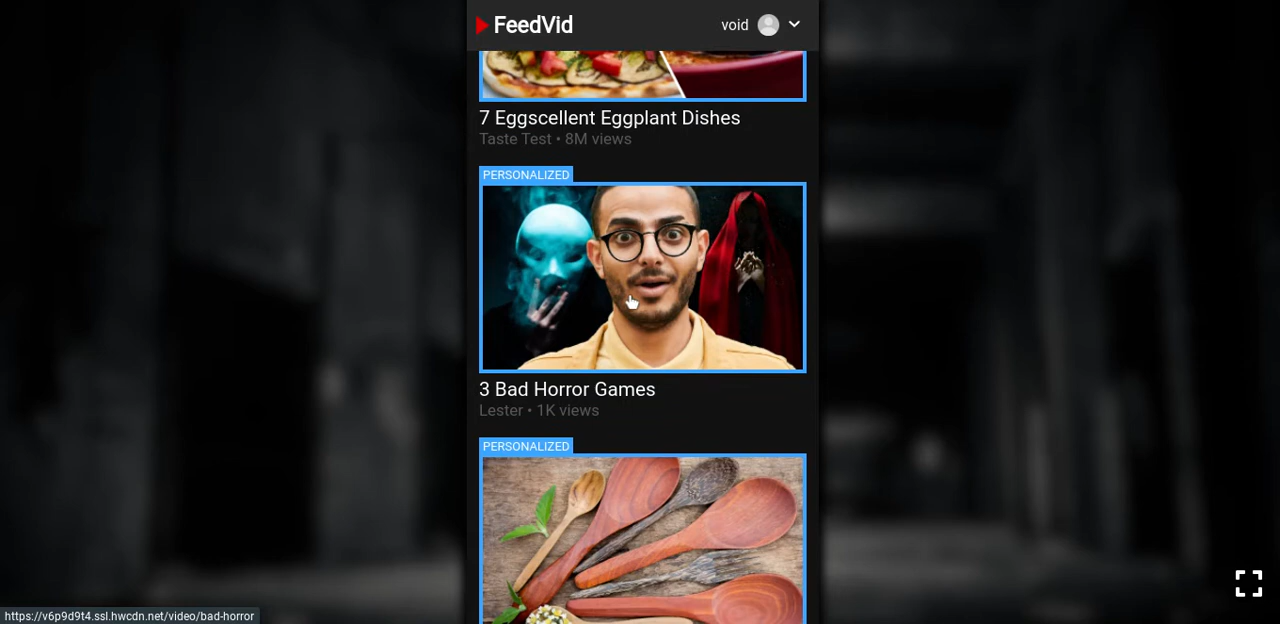 FeedVid
void
7 Eggscellent Eggplant Dishes
Taste Test • 8M views
PERSONALIZED
3 Bad Horror Games
Lester • 1K views
PERSONALIZED
https://v6p9d9t4.ssl.hwcdn.net/video/bad-horror